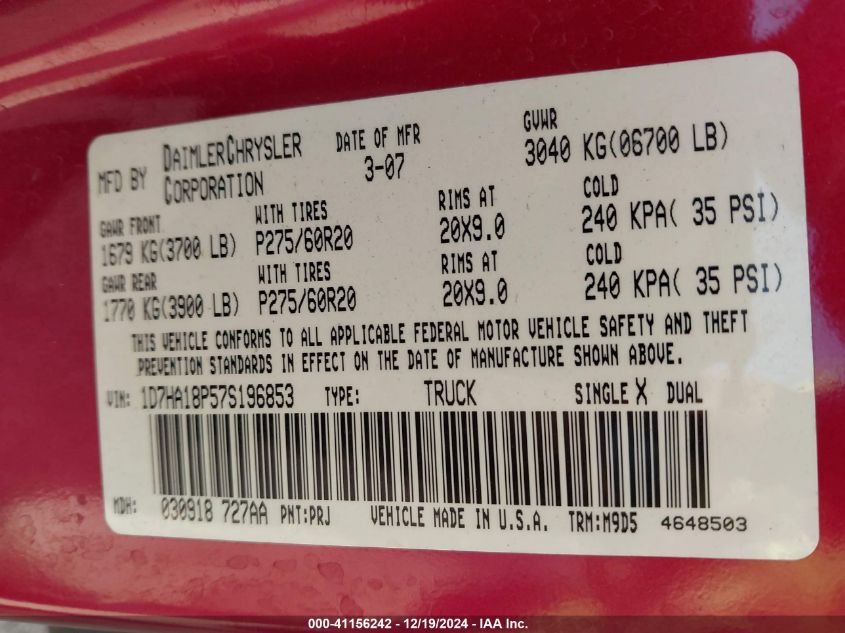 MFD BY DAIMLERCHRYSLER CORPORATION DATE OF MFR 3-07 GVWR 3040 KG(06700 LB)
GAWR FRONT WITH TIRES RIMS AT COLD
1679 KG(3700 LB) P275/60R20 20X9.0 240 KPA( 35 PSI)
GAWR REAR WITH TIRES RIMS AT COLD
1770 KG(3900 LB) P275/60R20 20X9.0 240 KPA( 35 PSI)
THIS VEHICLE CONFORMS TO ALL APPLICABLE FEDERAL MOTOR VEHICLE SAFETY AND THEFT
PREVENTION STANDARDS IN EFFECT ON THE DATE OF MANUFACTURE SHOWN ABOVE.
VIN: 1D7HA18P57S196853 TYPE: TRUCK SINGLE X DUAL
MDH: 030918 727AA PNT:PRJ VEHICLE MADE IN U.S.A. TRM:M9D5 4648503
000-41156242 - 12/19/2024 - IAA Inc.